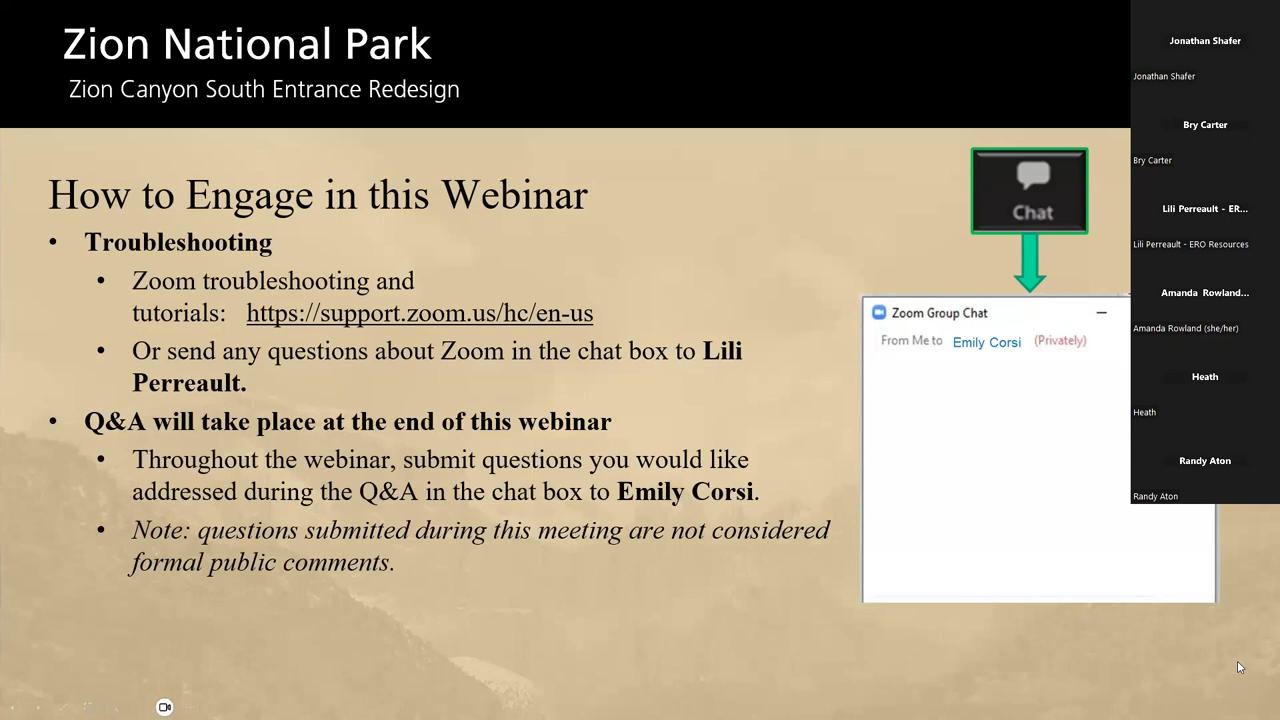 Zion National Park
Zion Canyon South Entrance Redesign
How to Engage in this Webinar
• Troubleshooting
• Zoom troubleshooting and
tutorials: https://support.zoom.us/hc/en-us
• Or send any questions about Zoom in the chat box to Lili
Perreault.
• Q&A will take place at the end of this webinar
• Throughout the webinar, submit questions you would like
addressed during the Q&A in the chat box to Emily Corsi.
• Note: questions submitted during this meeting are not considered
formal public comments.
Chat
Zoom Group Chat
From Me to Emily Corsi (Privately)
Jonathan Shafer
Jonathan Shafer
Bry Carter
Bry Carter
Lili Perreault - ER...
Lili Perreault - ERO Resources
Amanda Rowland...
Amanda Rowland (she/her)
Heath
Heath
Randy Aton
Randy Aton